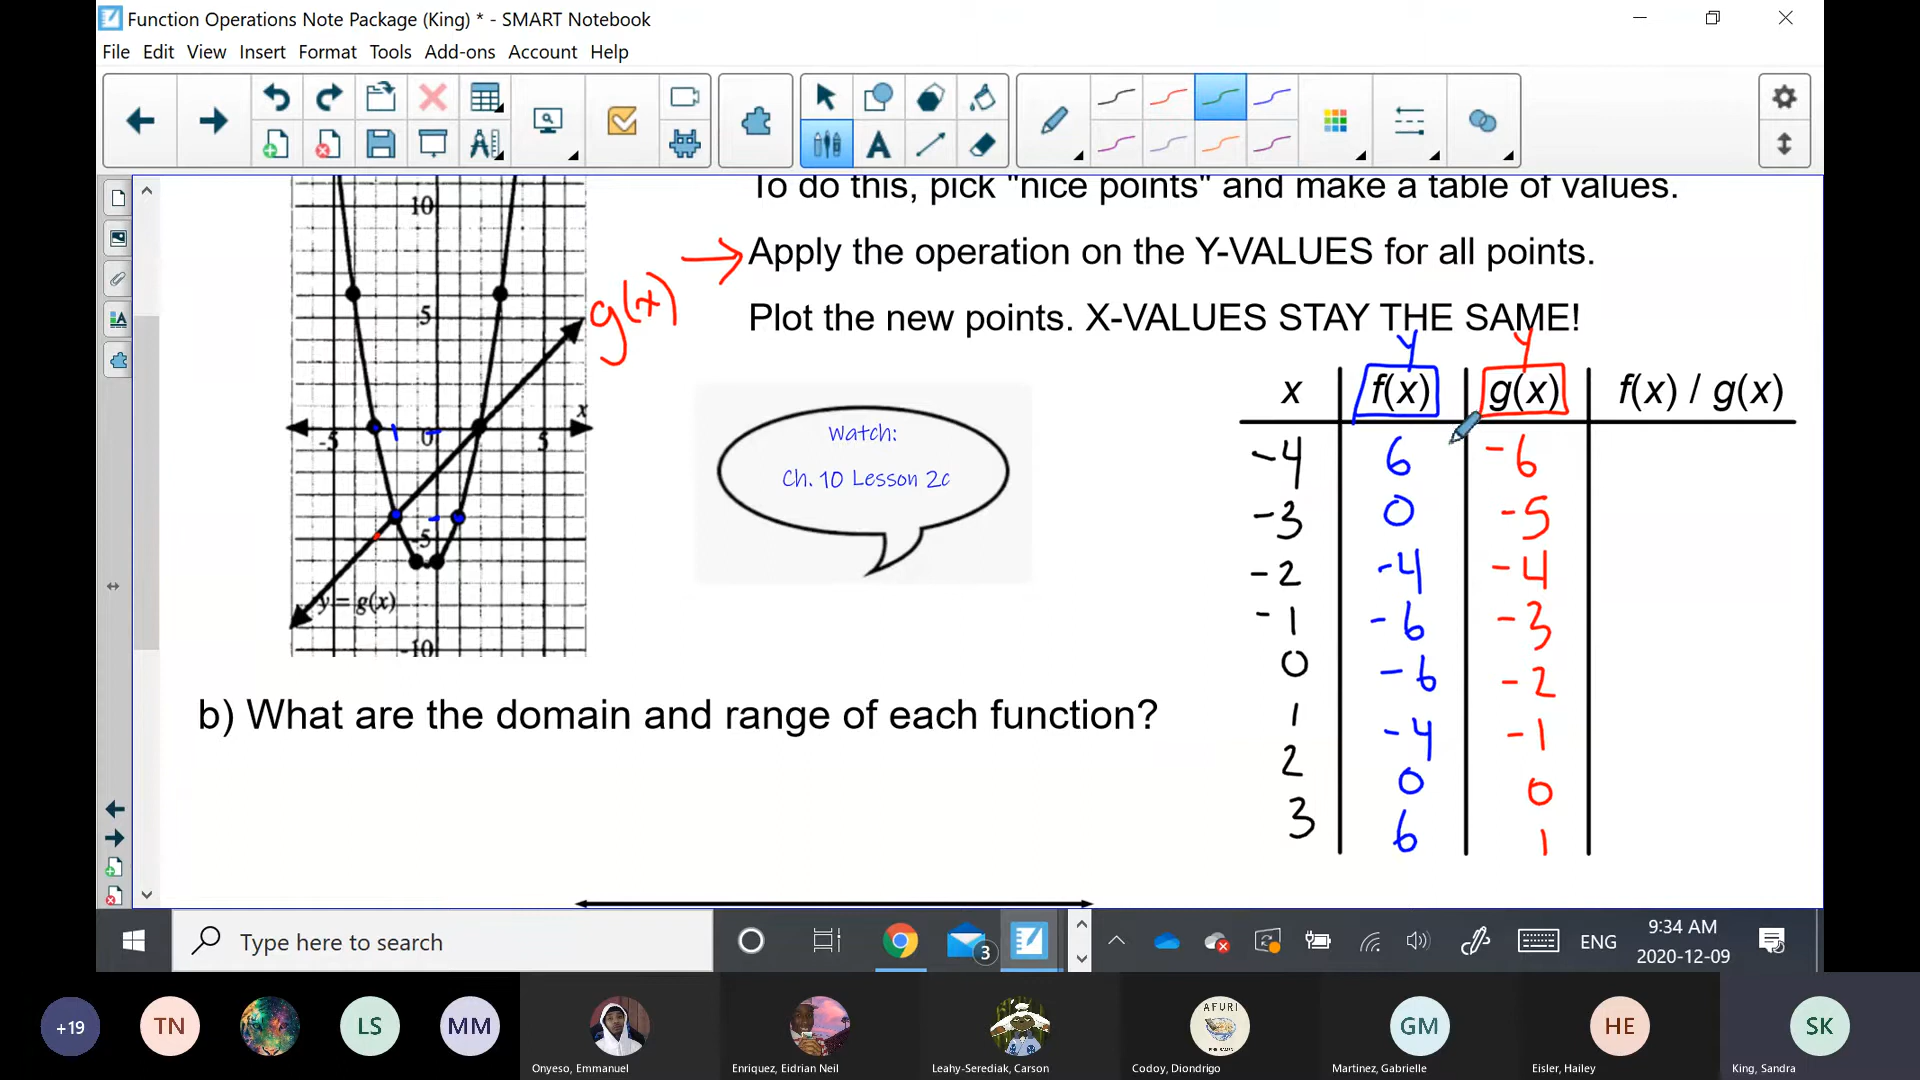 Function Operations Note Package (King) * - SMART Notebook
File Edit View Insert Format Tools Add-ons Account Help
To do this, pick "nice points" and make a table of values.
Apply the operation on the Y-VALUES for all points.
Plot the new points. X-VALUES STAY THE SAME!
10
5
g(x)
x
-5 0 5
-5
y = g(x)
-10
Watch:
Ch. 10 Lesson 2c
y y
x f(x) g(x) f(x) / g(x)
-4 6 -6
-3 0 -5
-2 -4 -4
-1 -6 -3
0 -6 -2
1 -4 -1
2 0 0
3 6 1
b) What are the domain and range of each function?
Type here to search
3
ENG
9:34 AM
2020-12-09
+19 TN LS MM AFURI GM HE SK
Onyeso, Emmanuel Enriquez, Eidrian Neil Leahy-Serediak, Carson Codoy, Diondrigo Martinez, Gabrielle Eisler, Hailey King, Sandra